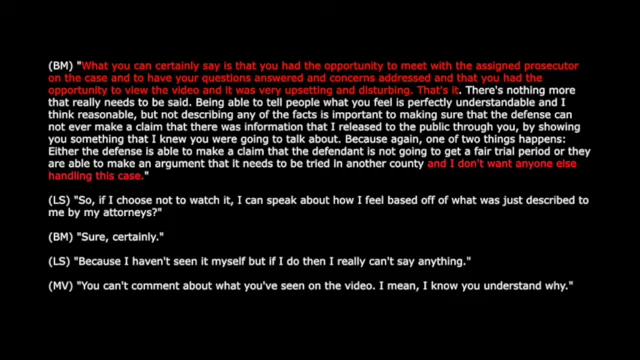 (BM) "What you can certainly say is that you had the opportunity to meet with the assigned prosecutor
on the case and to have your questions answered and concerns addressed and that you had the
opportunity to view the video and it was very upsetting and disturbing. That's it. There's nothing more
that really needs to be said. Being able to tell people what you feel is perfectly understandable and I
think reasonable, but not describing any of the facts is important to making sure that the defense can
not ever make a claim that there was information that I released to the public through you, by showing
you something that I knew you were going to talk about. Because again, one of two things happens:
Either the defense is able to make a claim that the defendant is not going to get a fair trial period or they
are able to make an argument that it needs to be tried in another county and I don't want anyone else
handling this case."
(LS) "So, if I choose not to watch it, I can speak about how I feel based off of what was just described to
me by my attorneys?"
(BM) "Sure, certainly."
(LS) "Because I haven't seen it myself but if I do then I really can't say anything."
(MV) "You can't comment about what you've seen on the video. I mean, I know you understand why."